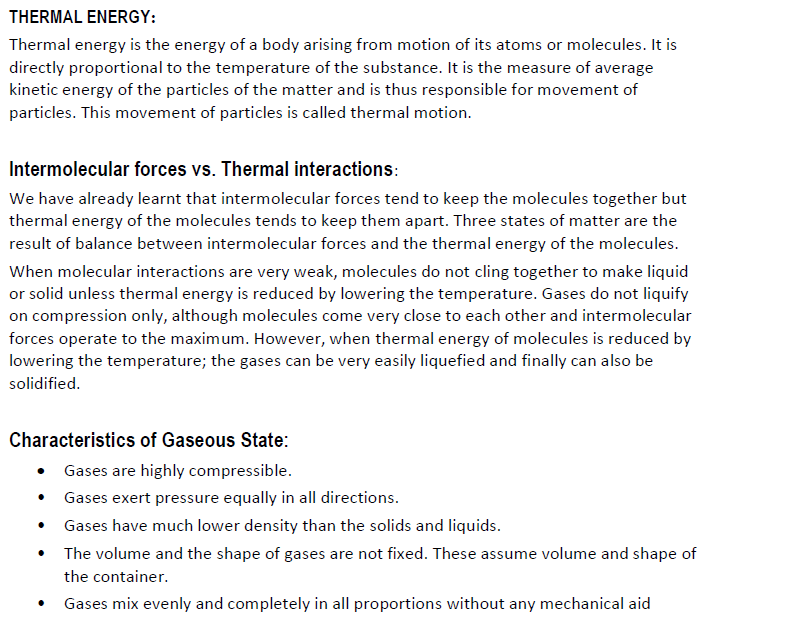 THERMAL ENERGY:
Thermal energy is the energy of a body arising from motion of its atoms or molecules. It is
directly proportional to the temperature of the substance. It is the measure of average
kinetic energy of the particles of the matter and is thus responsible for movement of
particles. This movement of particles is called thermal motion.
Intermolecular forces vs. Thermal interactions:
We have already learnt that intermolecular forces tend to keep the molecules together but
thermal energy of the molecules tends to keep them apart. Three states of matter are the
result of balance between intermolecular forces and the thermal energy of the molecules.
When molecular interactions are very weak, molecules do not cling together to make liquid
or solid unless thermal energy is reduced by lowering the temperature. Gases do not liquify
on compression only, although molecules come very close to each other and intermolecular
forces operate to the maximum. However, when thermal energy of molecules is reduced by
lowering the temperature; the gases can be very easily liquefied and finally can also be
solidified.
Characteristics of Gaseous State:
• Gases are highly compressible.
• Gases exert pressure equally in all directions.
• Gases have much lower density than the solids and liquids.
• The volume and the shape of gases are not fixed. These assume volume and shape of
the container.
• Gases mix evenly and completely in all proportions without any mechanical aid